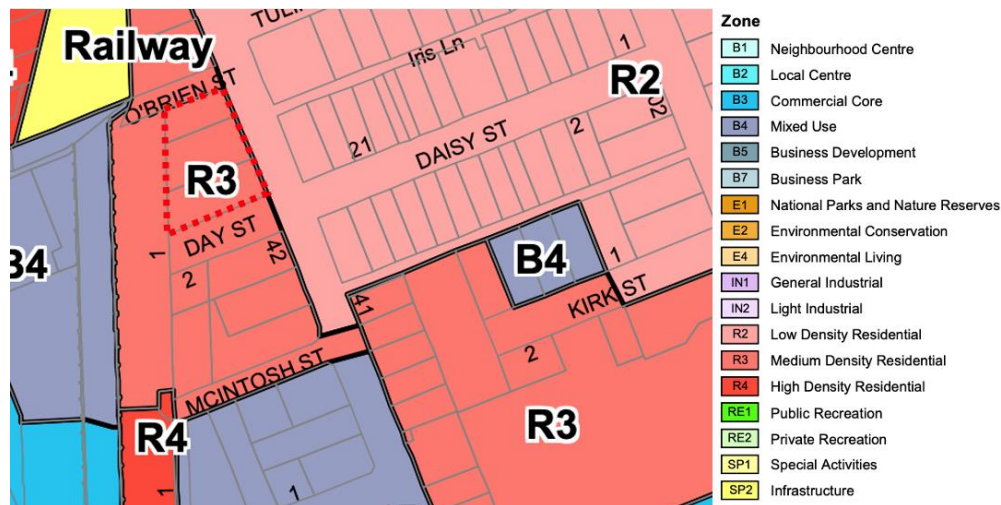 TULI
Railway
Iris Ln
1
R2
02
O'BRIEN ST
21
DAISY ST
2
R3
DAY ST
1
2
42
B4
B4
1
KIRK ST
41
2
MCINTOSH ST
R4
R3
1
1
Zone
B1 Neighbourhood Centre
B2 Local Centre
B3 Commercial Core
B4 Mixed Use
B5 Business Development
B7 Business Park
E1 National Parks and Nature Reserves
E2 Environmental Conservation
E4 Environmental Living
IN1 General Industrial
IN2 Light Industrial
R2 Low Density Residential
R3 Medium Density Residential
R4 High Density Residential
RE1 Public Recreation
RE2 Private Recreation
SP1 Special Activities
SP2 Infrastructure